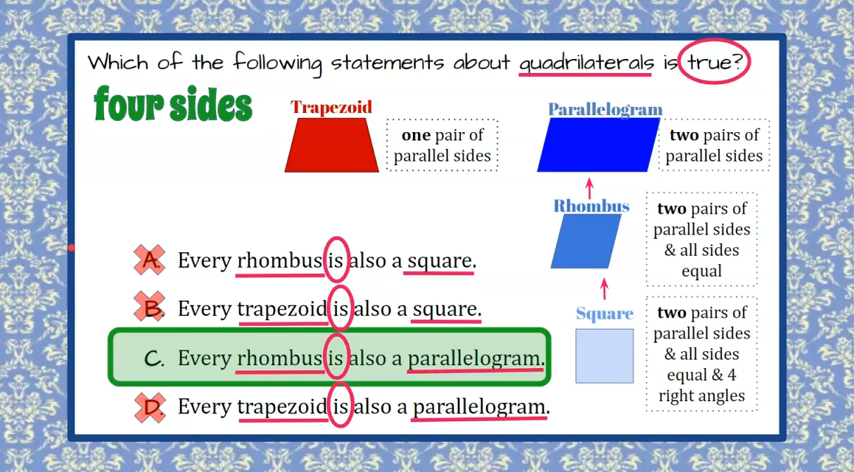 Which of the following statements about quadrilaterals is true?
four sides
Trapezoid
one pair of
parallel sides
Parallelogram
two pairs of
parallel sides
Rhombus
two pairs of
parallel sides
& all sides
equal
Square
two pairs of
parallel sides
& all sides
equal & 4
right angles
A. Every rhombus is also a square.
B. Every trapezoid is also a square.
C. Every rhombus is also a parallelogram.
D. Every trapezoid is also a parallelogram.